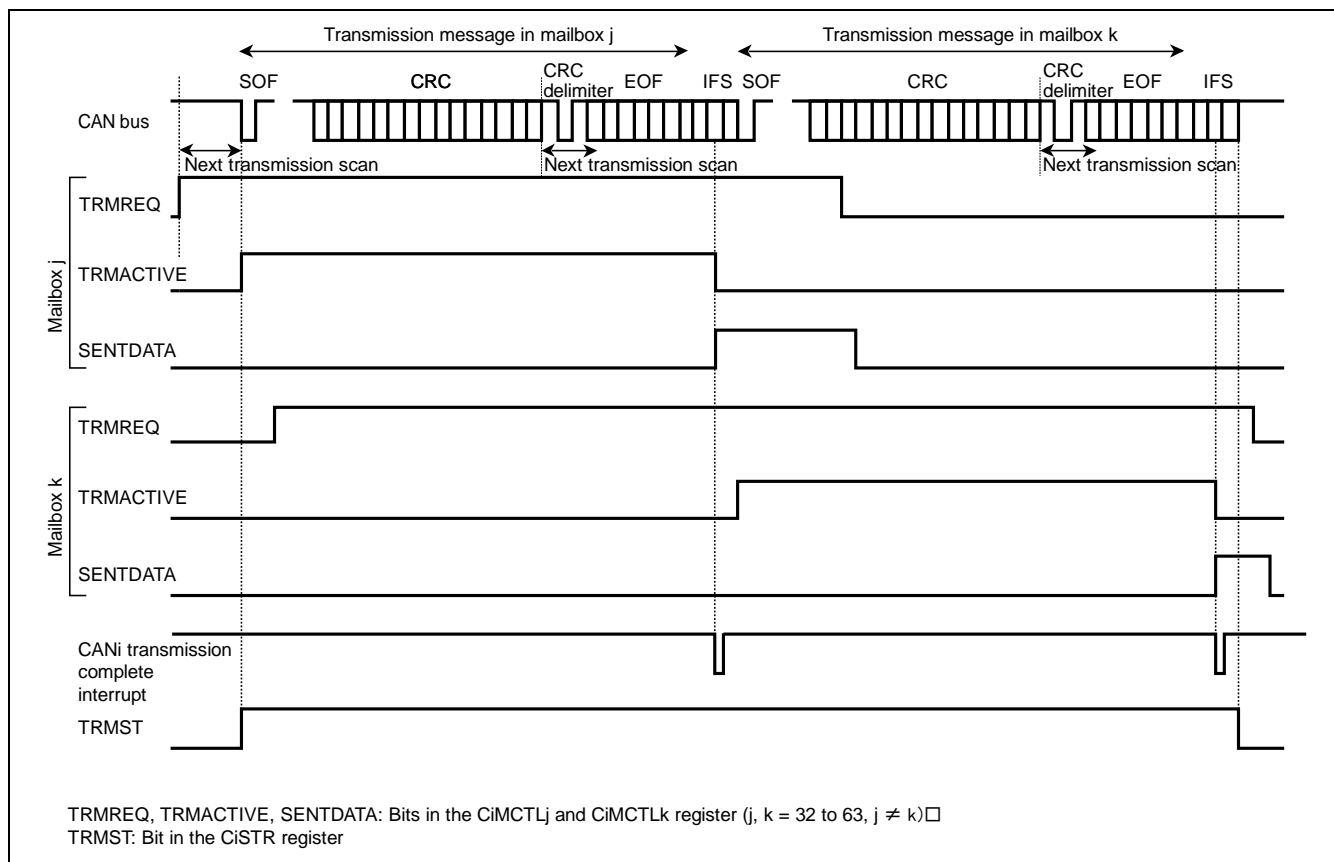 Transmission message in mailbox j
Transmission message in mailbox k
SOF
CRC
CRC
delimiter
EOF
IFS
SOF
CRC
CRC
delimiter
EOF
IFS
CAN bus
Next transmission scan
Next transmission scan
Next transmission scan
Mailbox j
TRMREQ
TRMACTIVE
SENTDATA
Mailbox k
TRMREQ
TRMACTIVE
SENTDATA
CANi transmission
complete
interrupt
TRMST
TRMREQ, TRMACTIVE, SENTDATA: Bits in the CiMCTLj and CiMCTLk register (j, k = 32 to 63, j ≠ k)□
TRMST: Bit in the CiSTR register